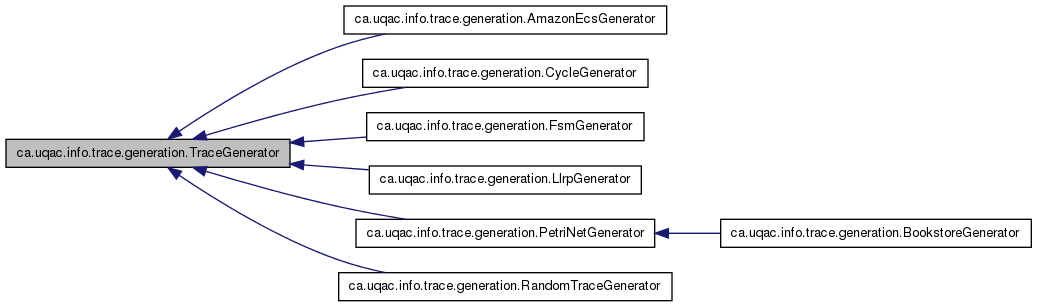 ca.uqac.info.trace.generation.AmazonEcsGenerator
ca.uqac.info.trace.generation.CycleGenerator
ca.uqac.info.trace.generation.FsmGenerator
ca.uqac.info.trace.generation.TraceGenerator
ca.uqac.info.trace.generation.LlrpGenerator
ca.uqac.info.trace.generation.PetriNetGenerator
ca.uqac.info.trace.generation.BookstoreGenerator
ca.uqac.info.trace.generation.RandomTraceGenerator